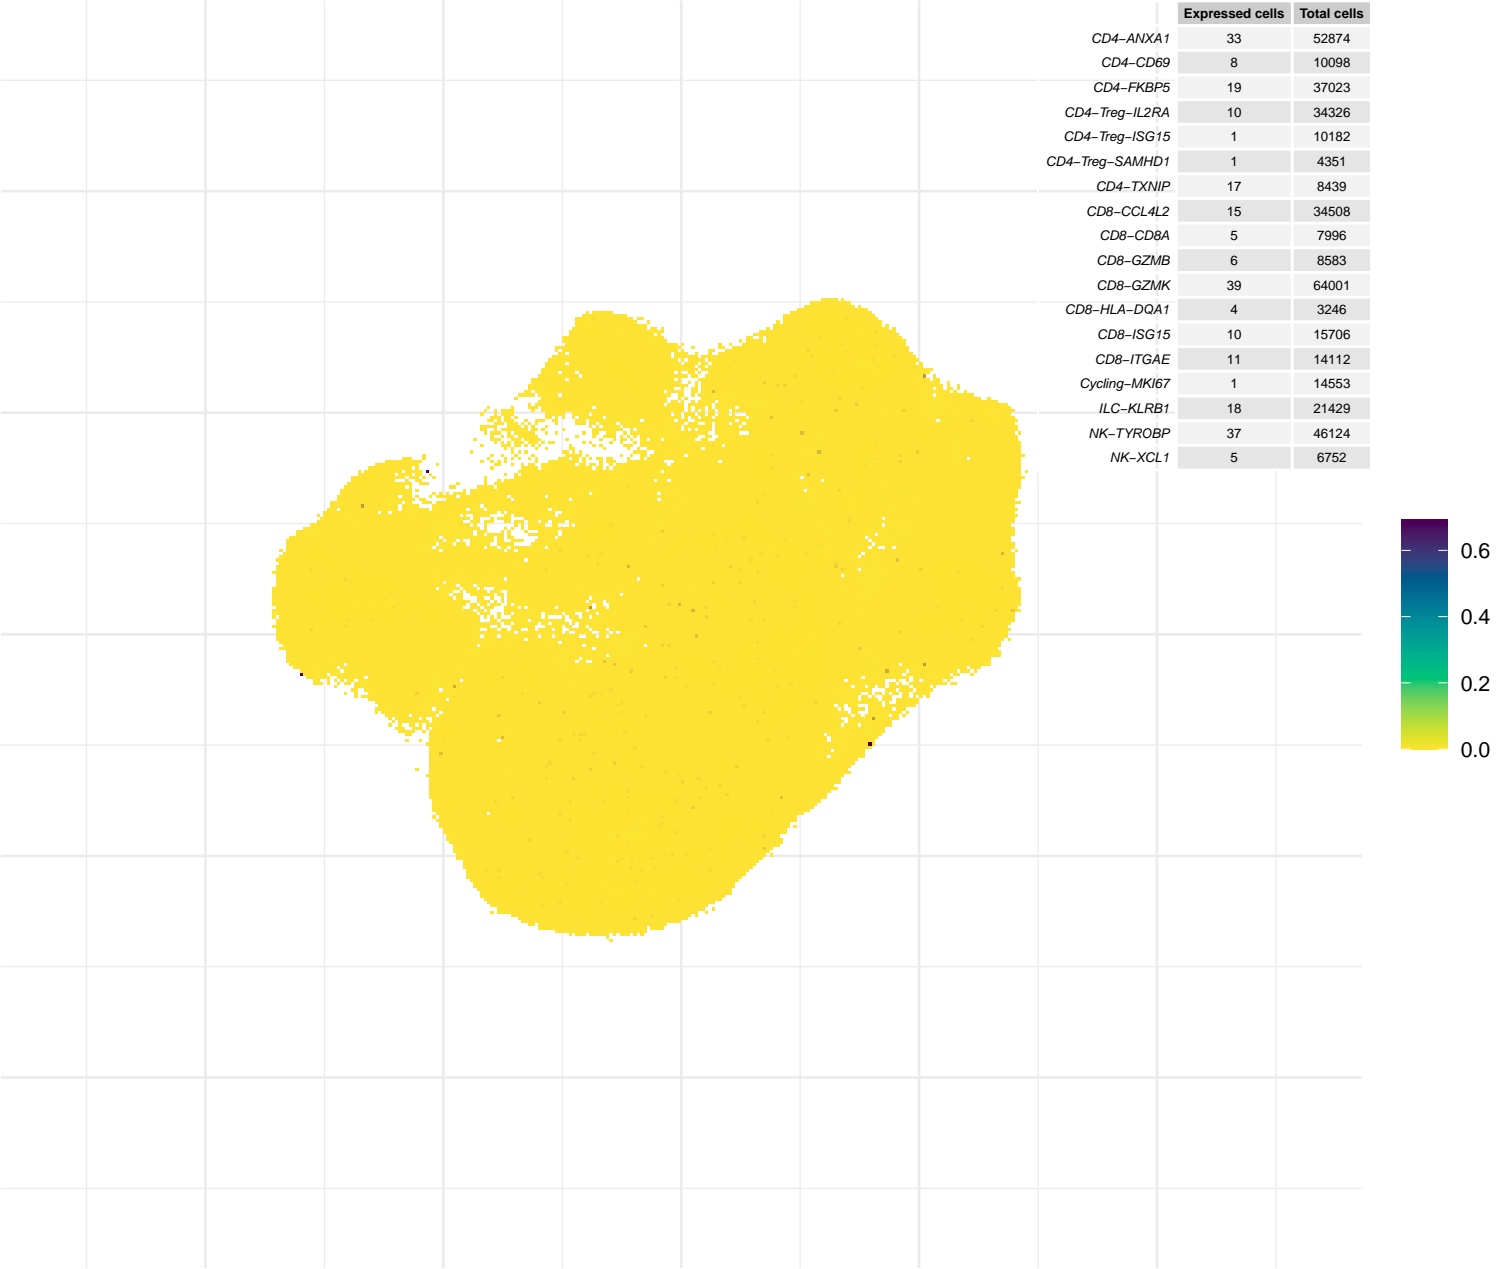 Expressed cells Total cells
CD4−ANXA1 33 52874
CD4−CD69 8 10098
CD4−FKBP5 19 37023
CD4−Treg−IL2RA 10 34326
CD4−Treg−ISG15 1 10182
CD4−Treg−SAMHD1 1 4351
CD4−TXNIP 17 8439
CD8−CCL4L2 15 34508
CD8−CD8A 5 7996
CD8−GZMB 6 8583
CD8−GZMK 39 64001
CD8−HLA−DQA1 4 3246
CD8−ISG15 10 15706
CD8−ITGAE 11 14112
Cycling−MKI67 1 14553
ILC−KLRB1 18 21429
NK−TYROBP 37 46124
NK−XCL1 5 6752
0.6
0.4
0.2
0.0